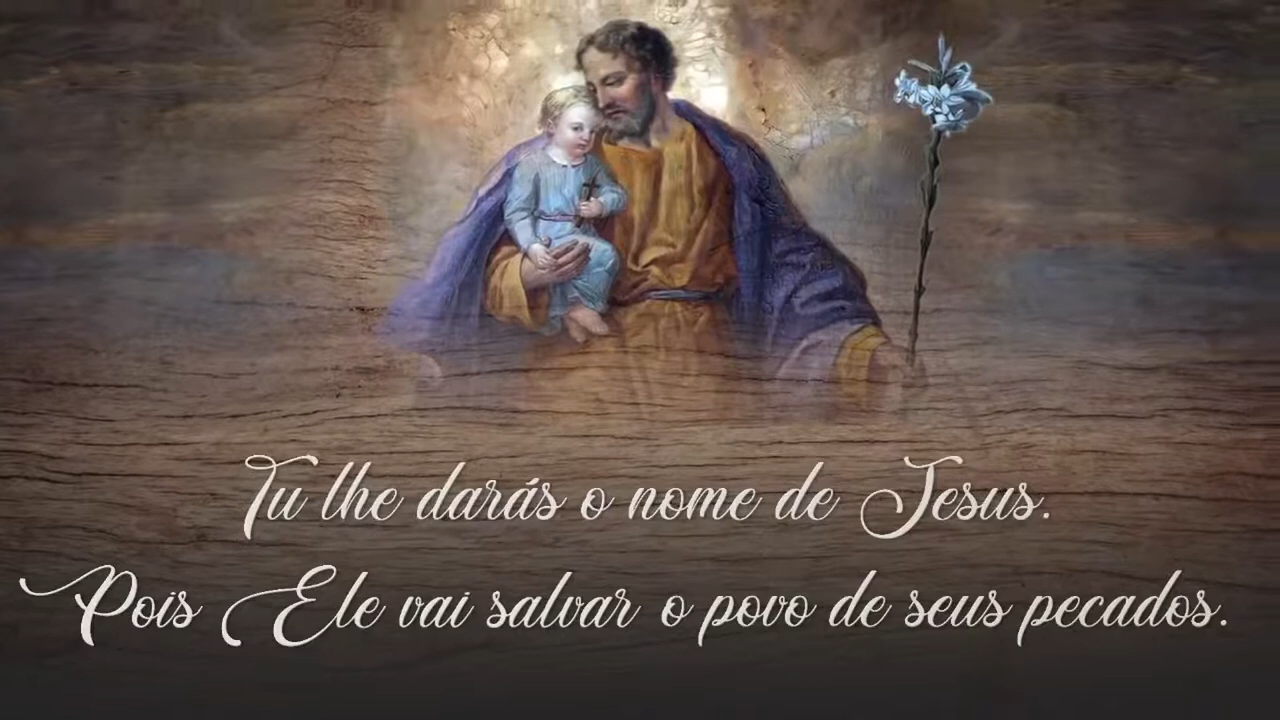 Tu lhe darás o nome de Jesus.
Pois Ele vai salvar o povo de seus pecados.